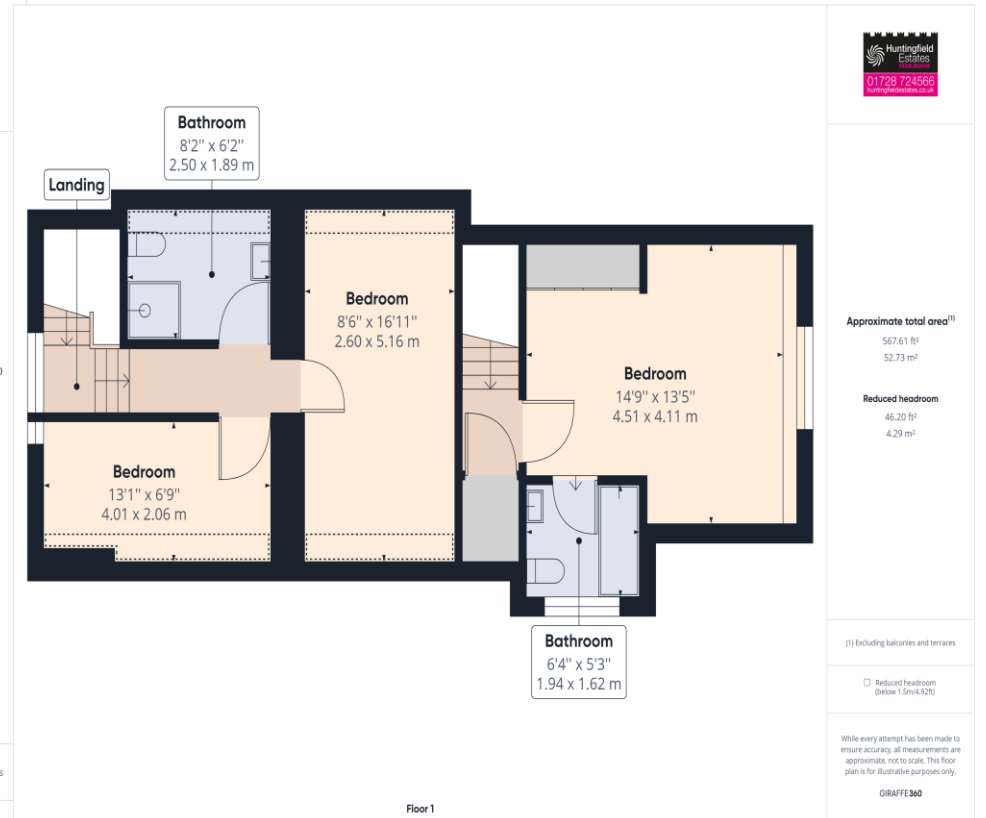 Huntingfield
Estates
FRAMLINGHAM
01728 724566
huntingfieldestates.co.uk
Bathroom
8'2" x 6'2"
2.50 x 1.89 m
Landing
Bedroom
8'6" x 16'11"
2.60 x 5.16 m
Bedroom
14'9" x 13'5"
4.51 x 4.11 m
Bedroom
13'1" x 6'9"
4.01 x 2.06 m
Bathroom
6'4" x 5'3"
1.94 x 1.62 m
Floor 1
Approximate total area(1)
567.61 ft²
52.73 m²
Reduced headroom
46.20 ft²
4.29 m²
(1) Excluding balconies and terraces
Reduced headroom
(below 1.5m/4.92ft)
While every attempt has been made to
ensure accuracy, all measurements are
approximate, not to scale. This floor
plan is for illustrative purposes only.
GIRAFFE360